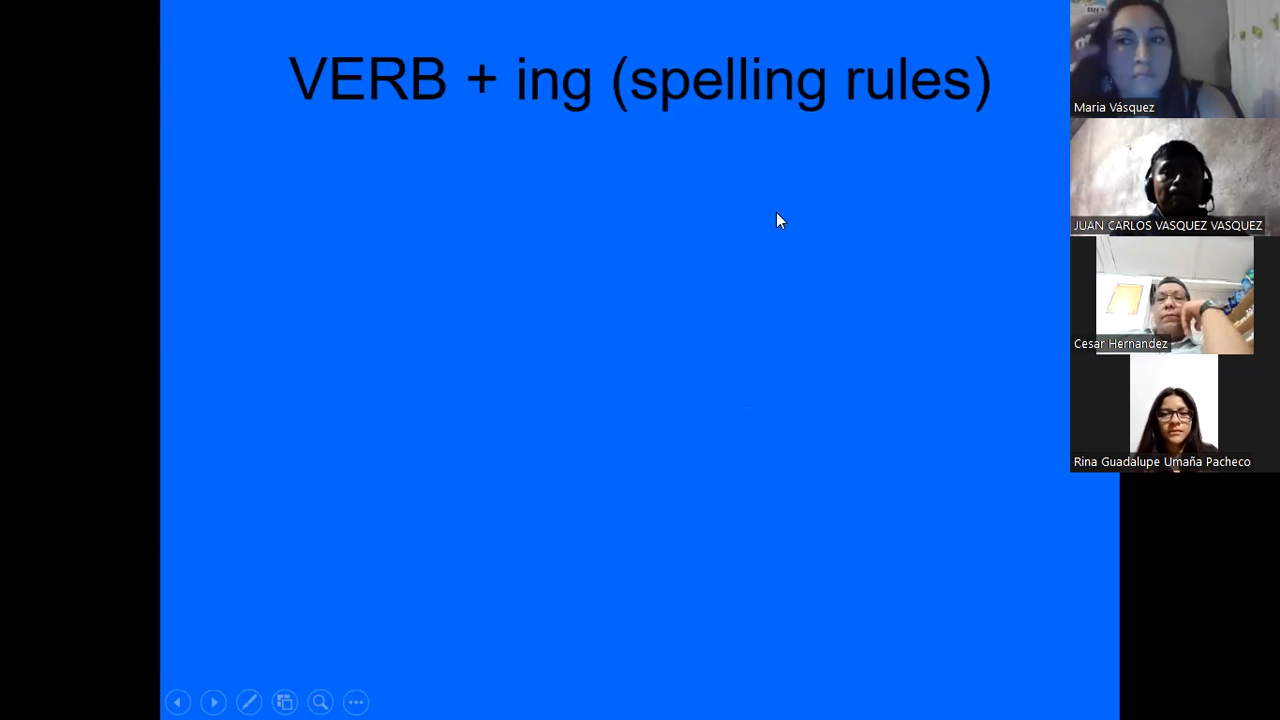 VERB + ing (spelling rules)
Maria Vásquez
JUAN CARLOS VASQUEZ VASQUEZ
Cesar Hernandez
Rina Guadalupe Umaña Pacheco